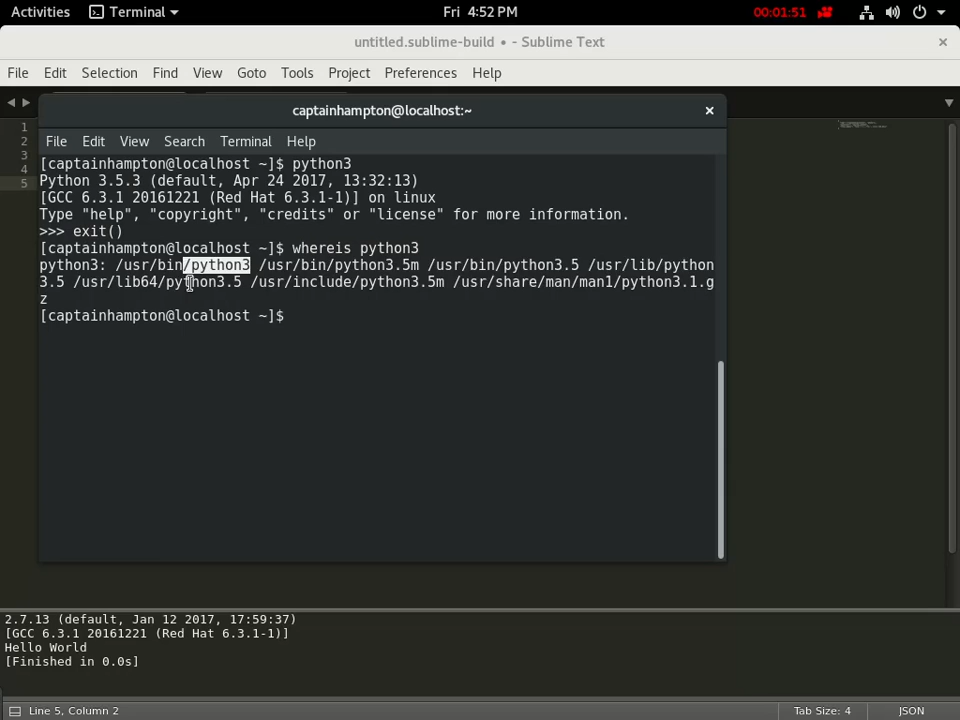 Activities Terminal Fri 4:52 PM 00:01:51
untitled.sublime-build • - Sublime Text
File Edit Selection Find View Goto Tools Project Preferences Help
captainhampton@localhost:~
File Edit View Search Terminal Help
1
2
3
4
5
[captainhampton@localhost ~]$ python3
Python 3.5.3 (default, Apr 24 2017, 13:32:13)
[GCC 6.3.1 20161221 (Red Hat 6.3.1-1)] on linux
Type "help", "copyright", "credits" or "license" for more information.
>>> exit()
[captainhampton@localhost ~]$ whereis python3
python3: /usr/bin/python3 /usr/bin/python3.5m /usr/bin/python3.5 /usr/lib/python
3.5 /usr/lib64/python3.5 /usr/include/python3.5m /usr/share/man/man1/python3.1.g
z
[captainhampton@localhost ~]$
2.7.13 (default, Jan 12 2017, 17:59:37)
[GCC 6.3.1 20161221 (Red Hat 6.3.1-1)]
Hello World
[Finished in 0.0s]
Line 5, Column 2 Tab Size: 4 JSON